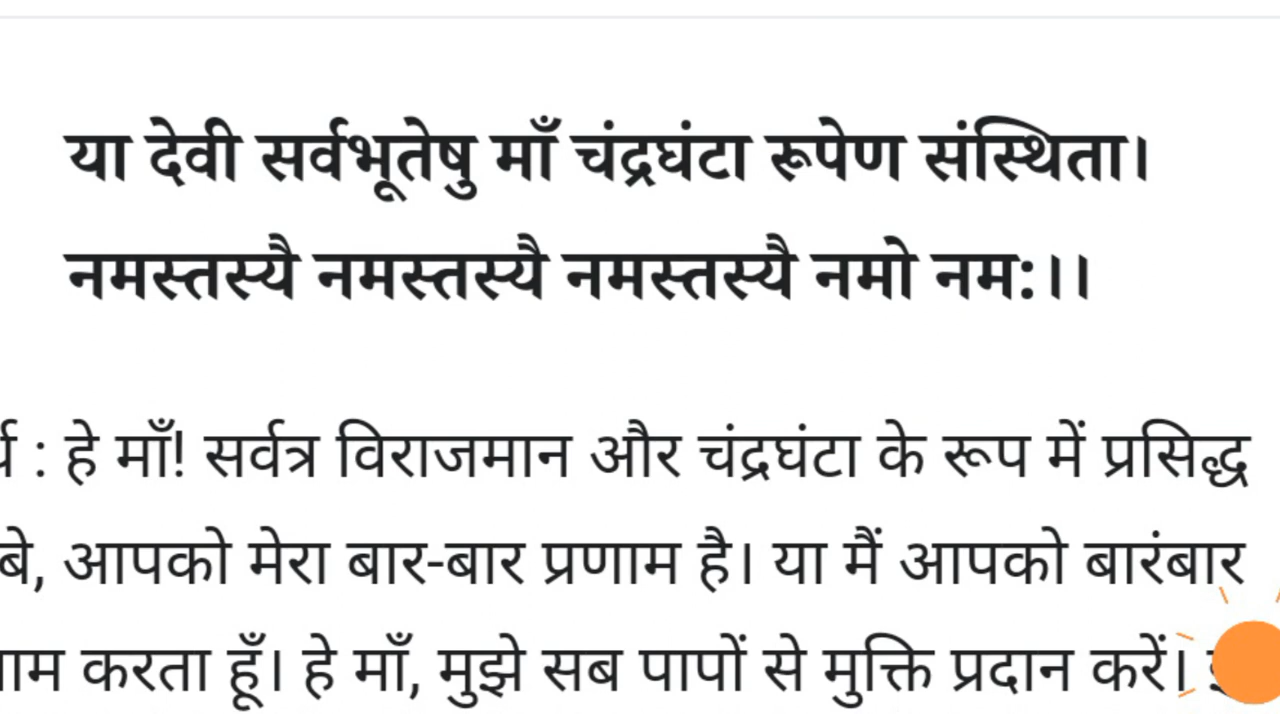 या देवी सर्वभूतेषु माँ चंद्रघंटा रूपेण संस्थिता।
नमस्तस्यै नमस्तस्यै नमस्तस्यै नमो नम:।।
: हे माँ! सर्वत्र विराजमान और चंद्रघंटा के रूप में प्रसिद्ध
आपको मेरा बार-बार प्रणाम है। या मैं आपको बारंबार
करता हूँ। हे माँ, मुझे सब पापों से मुक्ति प्रदान करें।